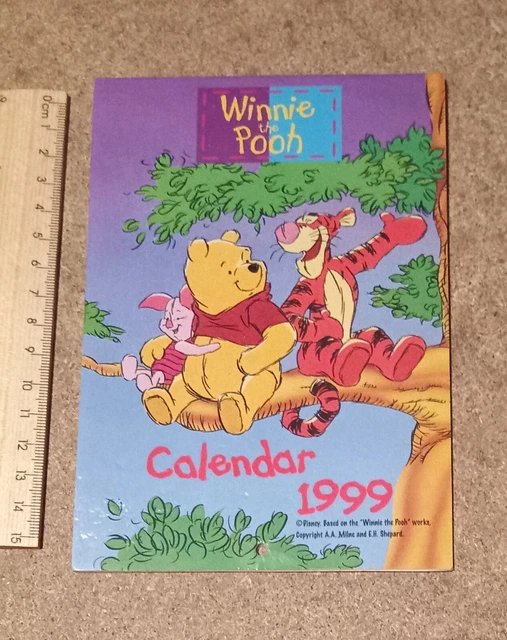 Winnie
the
Pooh
Calendar
1999
©Disney. Based on the "Winnie the Pooh" works,
Copyright A.A. Milne and E.H. Shepard.
0cm
1
2
3
4
5
6
7
8
9
10
11
12
13
14
15